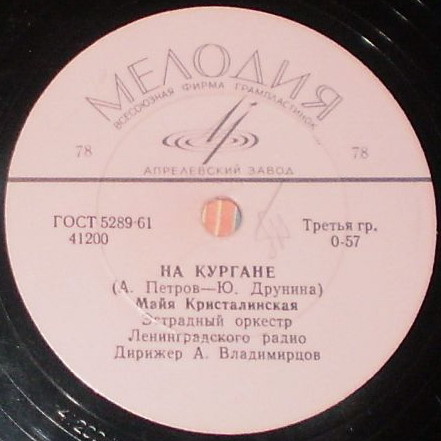 МЕЛОДИЯ
ВСЕСОЮЗНАЯ ФИРМА ГРАМПЛАСТИНОК
78 78
АПРЕЛЕВСКИЙ ЗАВОД
ГОСТ 5289-61 Третья гр.
41200 0-57
НА КУРГАНЕ
(А. Петров—Ю. Друнина)
Майя Кристалинская
Эстрадный оркестр
Ленинградского радио
Дирижер А. Владимирцов